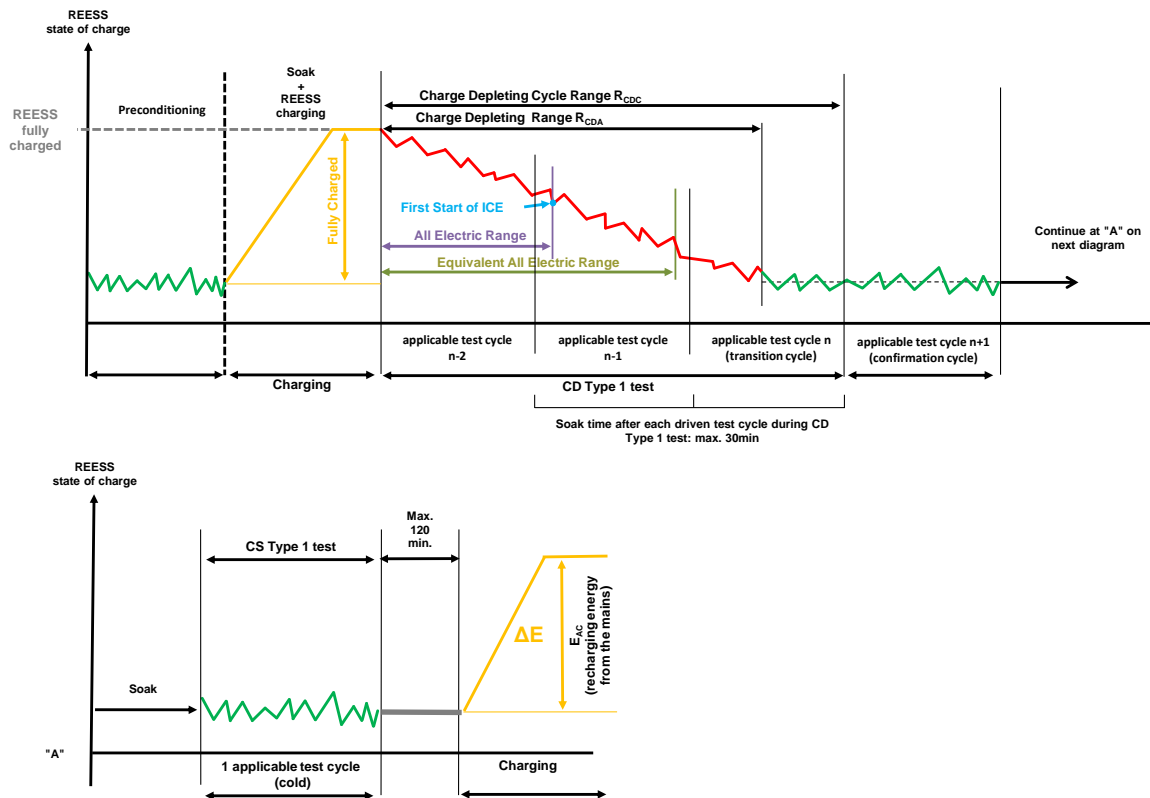 REESS
state of charge
Soak
+
REESS
charging
Preconditioning
REESS
fully
charged
Charge Depleting Cycle Range RCDC
Charge Depleting Range RCDA
Fully Charged
First Start of ICE
All Electric Range
Equivalent All Electric Range
Continue at "A" on
next diagram
applicable test cycle
n-2
applicable test cycle
n-1
applicable test cycle n
(transition cycle)
applicable test cycle n+1
(confirmation cycle)
Charging
CD Type 1 test
Soak time after each driven test cycle during CD
Type 1 test: max. 30min
REESS
state of charge
Max.
120
min.
CS Type 1 test
ΔE
EAC
(recharging energy
from the mains)
Soak
"A"
1 applicable test cycle
(cold)
Charging